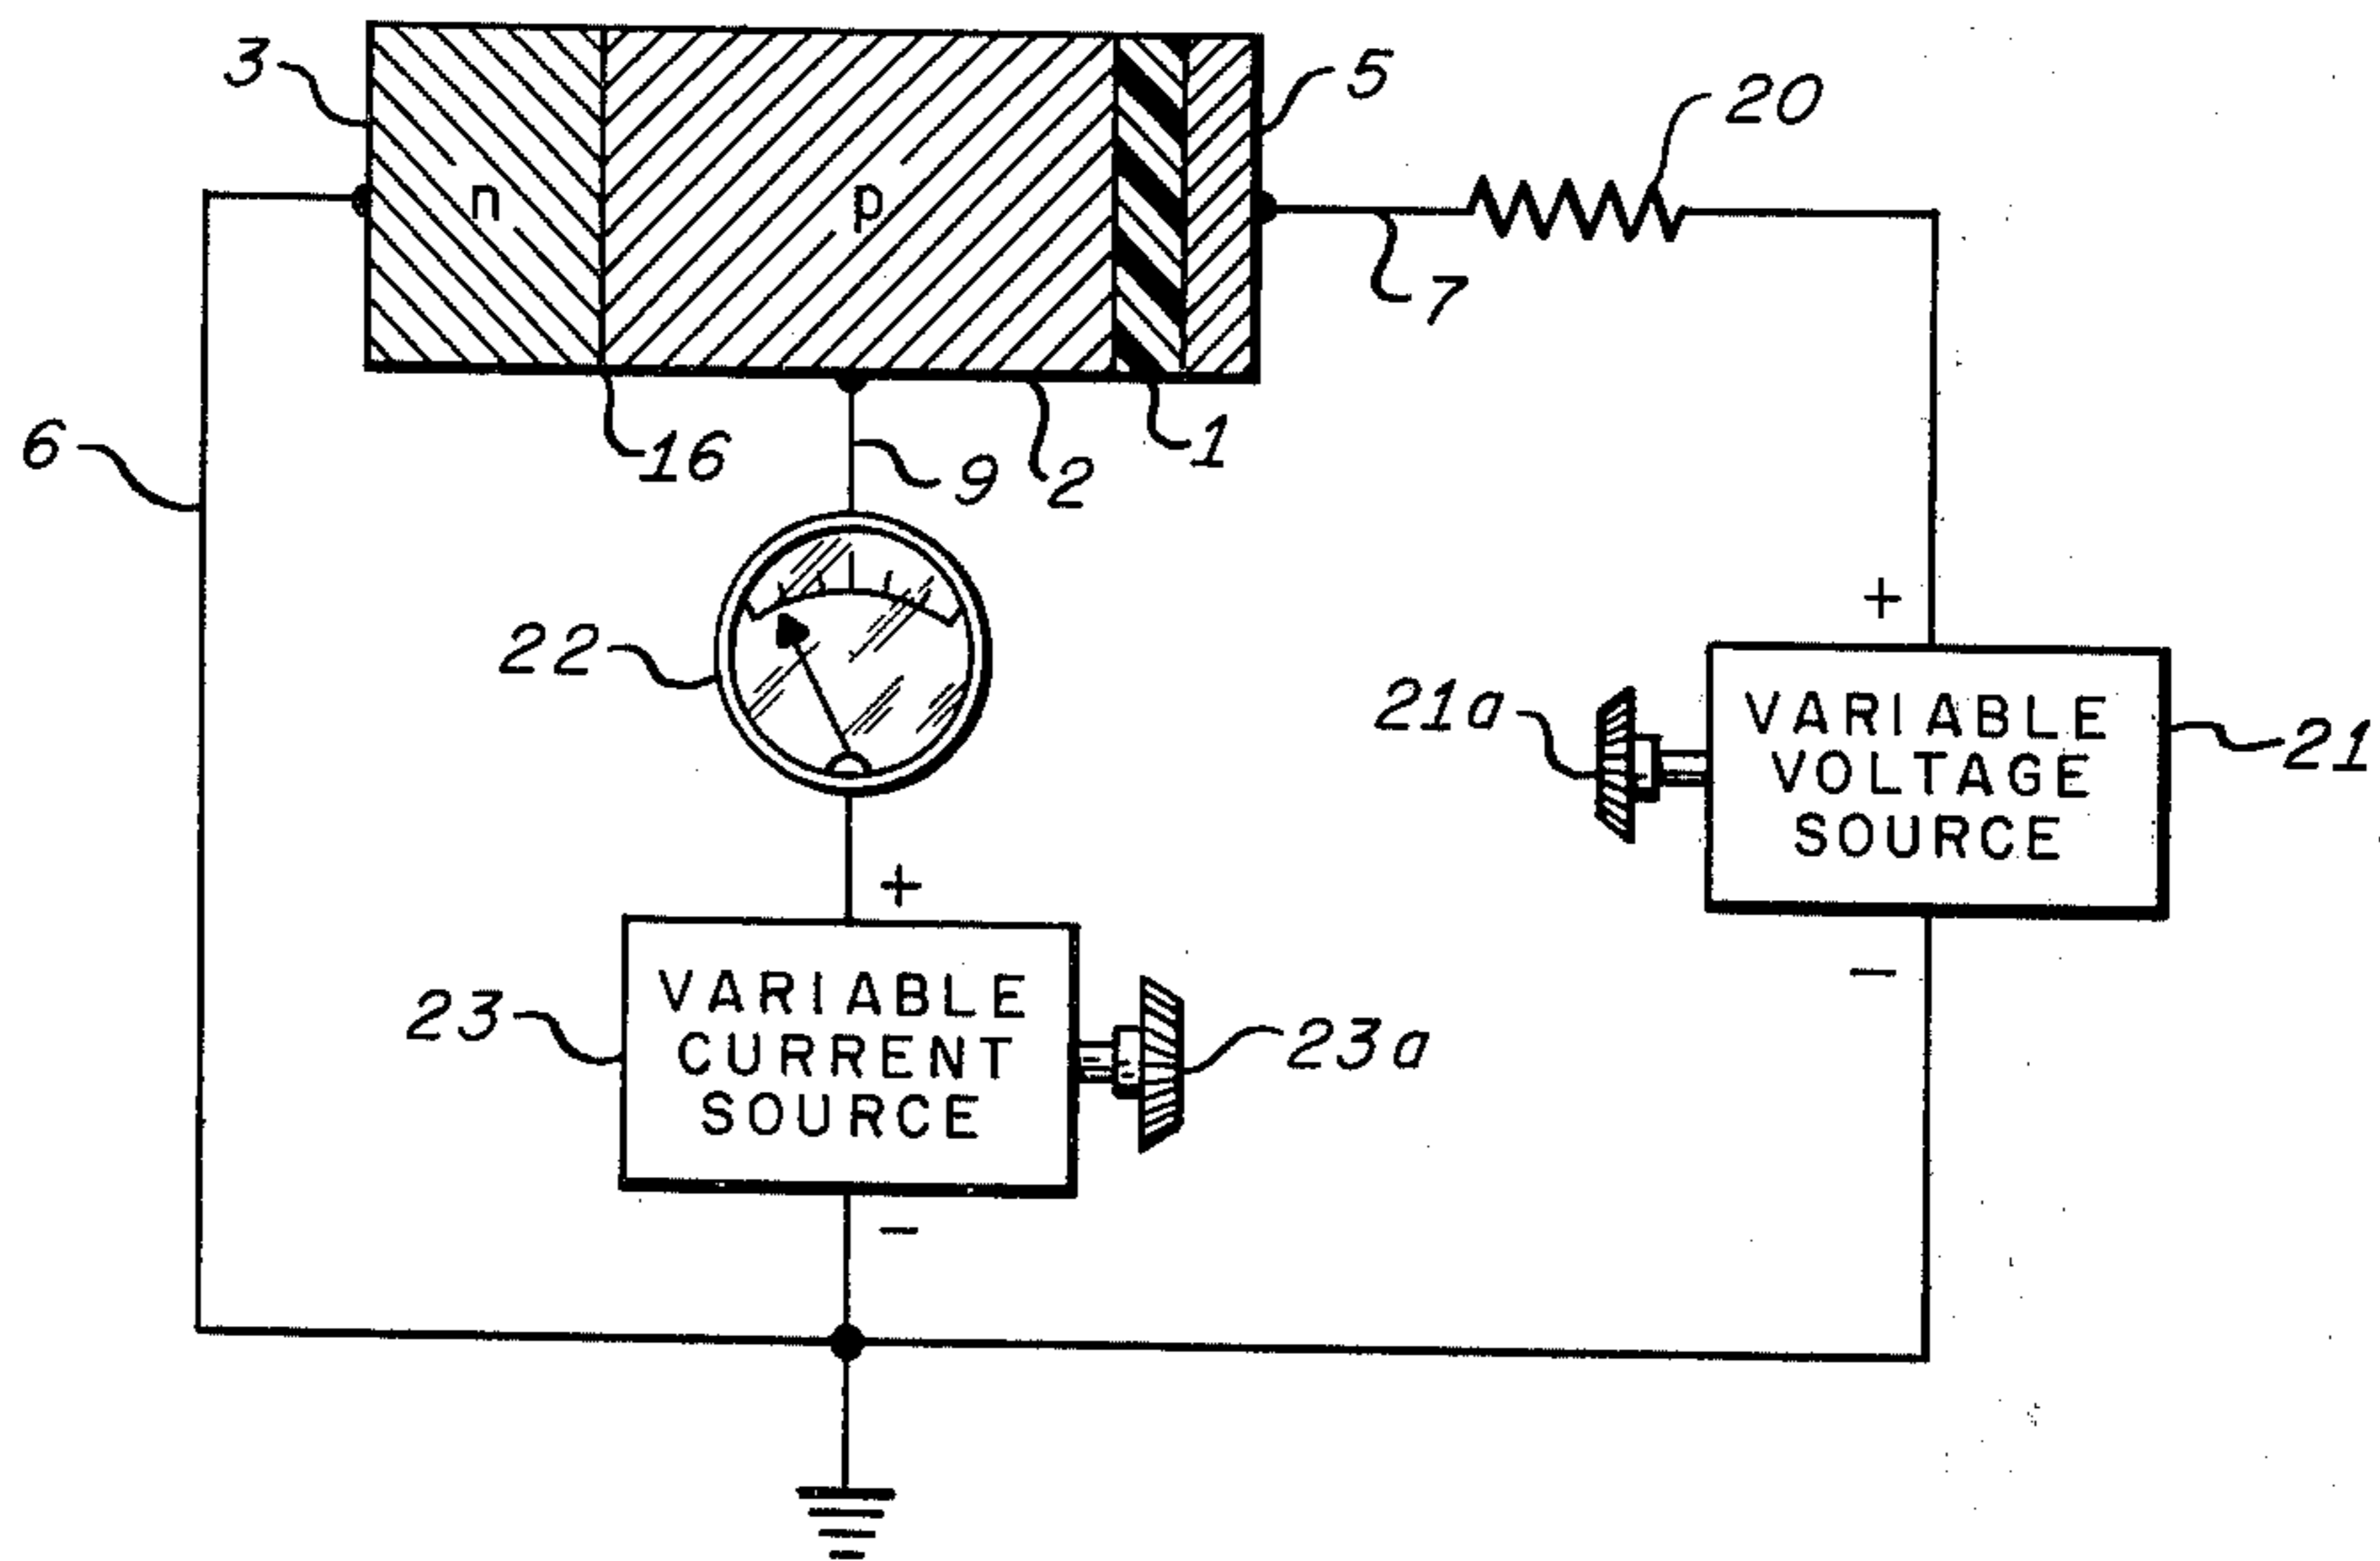 3
5
20
n
p
7
6
16
9
2
1
22
+
21a
VARIABLE
VOLTAGE
SOURCE
21
+
−
23
VARIABLE
CURRENT
SOURCE
23a
−